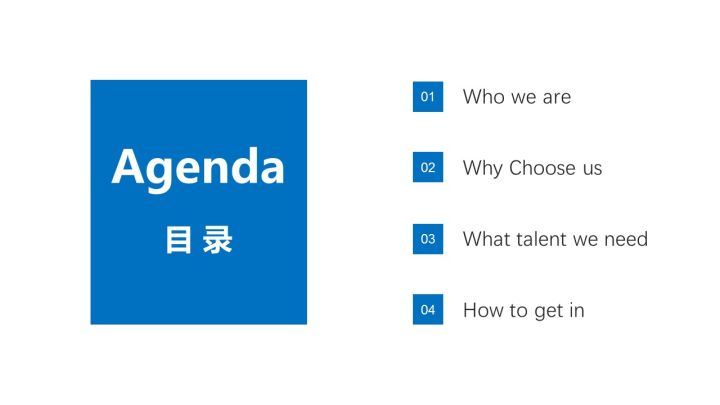 Agenda
目录
01 Who we are
02 Why Choose us
03 What talent we need
04 How to get in